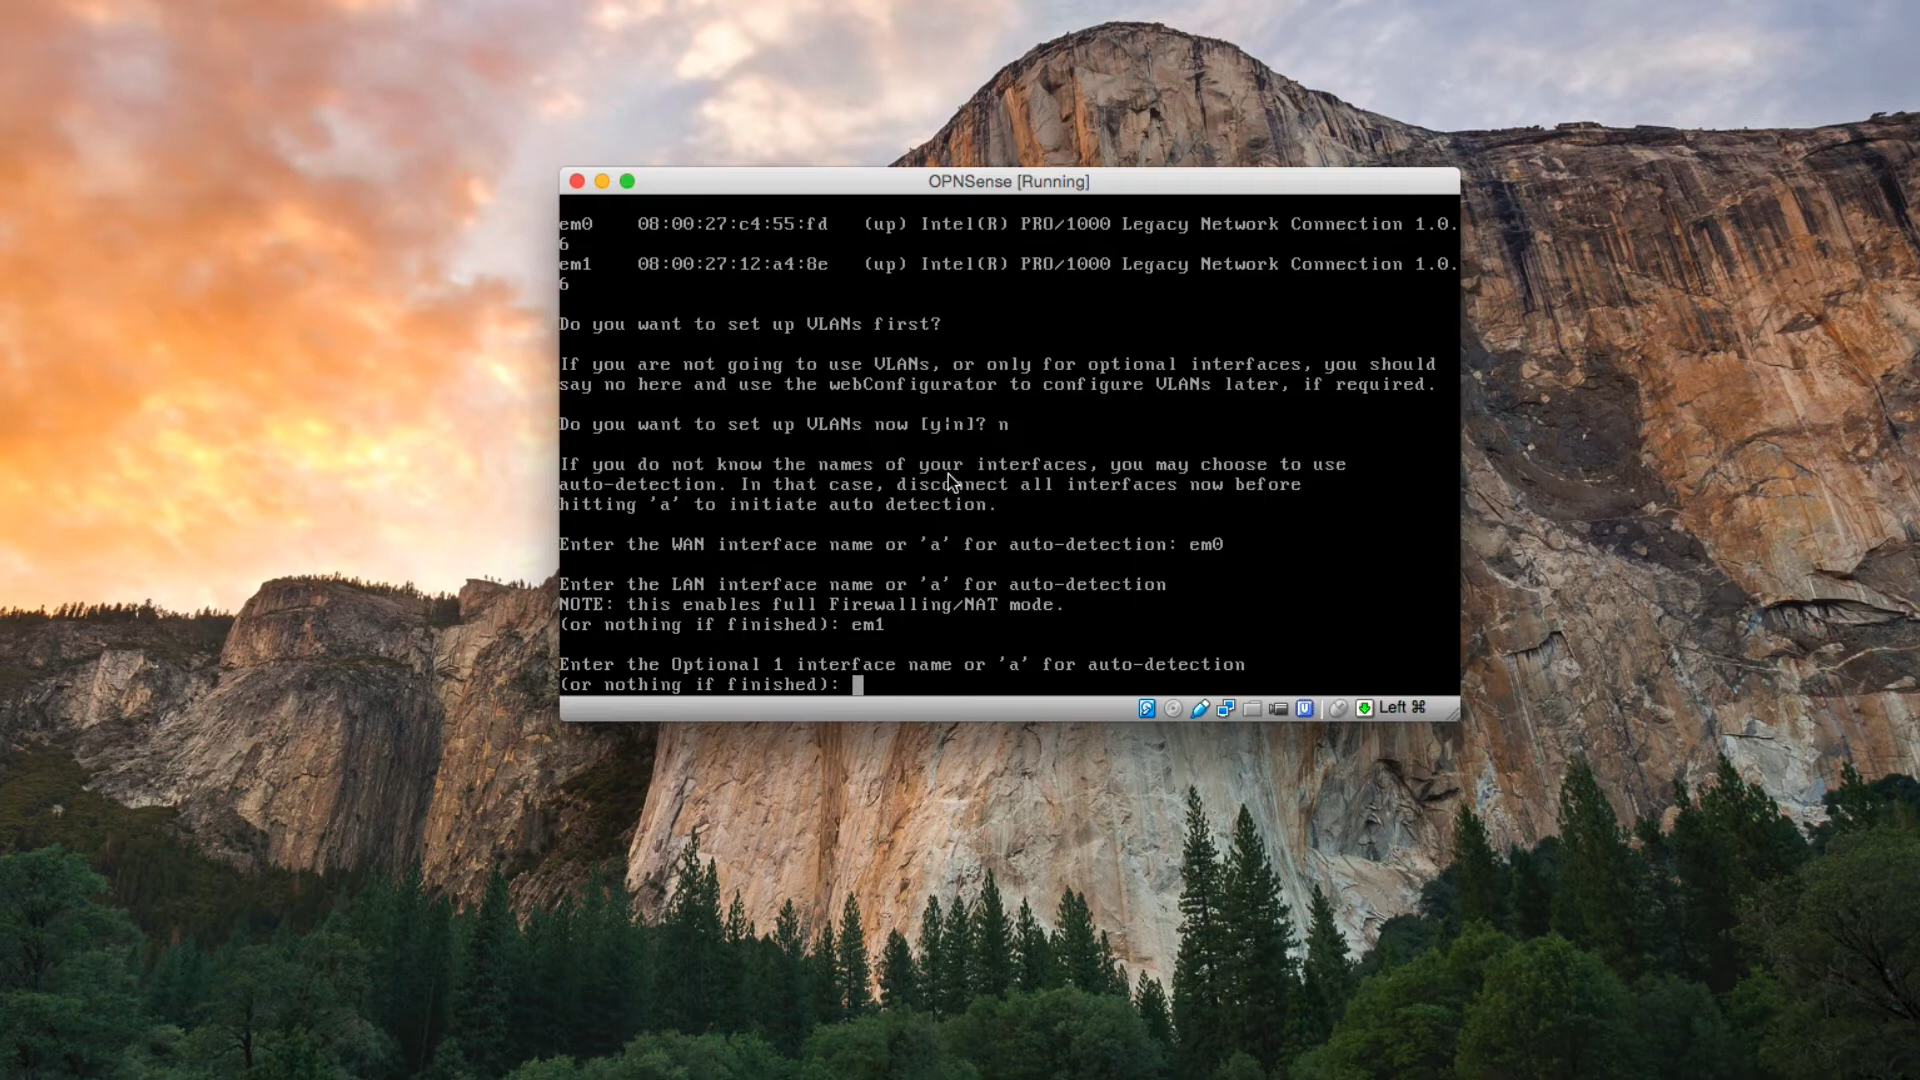 OPNSense [Running]
em0    08:00:27:c4:55:fd   (up) Intel(R) PRO/1000 Legacy Network Connection 1.0.
6
em1    08:00:27:12:a4:8e   (up) Intel(R) PRO/1000 Legacy Network Connection 1.0.
6
Do you want to set up VLANs first?
If you are not going to use VLANs, or only for optional interfaces, you should
say no here and use the webConfigurator to configure VLANs later, if required.
Do you want to set up VLANs now [y|n]? n
If you do not know the names of your interfaces, you may choose to use
auto-detection. In that case, disconnect all interfaces now before
hitting 'a' to initiate auto detection.
Enter the WAN interface name or 'a' for auto-detection: em0
Enter the LAN interface name or 'a' for auto-detection
NOTE: this enables full Firewalling/NAT mode.
(or nothing if finished): em1
Enter the Optional 1 interface name or 'a' for auto-detection
(or nothing if finished):
Left ⌘